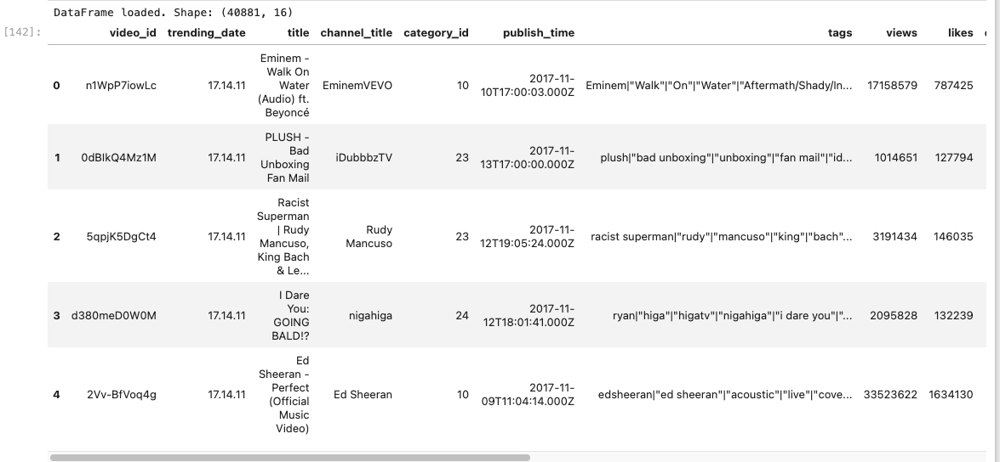 DataFrame loaded. Shape: (40881, 16)
[142]:
video_id trending_date title channel_title category_id publish_time tags views likes
0 n1WpP7iowLc 17.14.11 Eminem - Walk On Water (Audio) ft. Beyoncé EminemVEVO 10 2017-11-10T17:00:03.000Z Eminem|"Walk"|"On"|"Water"|"Aftermath/Shady/In... 17158579 787425
1 0dBIkQ4Mz1M 17.14.11 PLUSH - Bad Unboxing Fan Mail iDubbbzTV 23 2017-11-13T17:00:00.000Z plush|"bad unboxing"|"unboxing"|"fan mail"|"id... 1014651 127794
2 5qpjK5DgCt4 17.14.11 Racist Superman | Rudy Mancuso, King Bach & Le... Rudy Mancuso 23 2017-11-12T19:05:24.000Z racist superman|"rudy"|"mancuso"|"king"|"bach"... 3191434 146035
3 d380meD0W0M 17.14.11 I Dare You: GOING BALD!? nigahiga 24 2017-11-12T18:01:41.000Z ryan|"higa"|"higatv"|"nigahiga"|"i dare you"|"... 2095828 132239
4 2Vv-BfVoq4g 17.14.11 Ed Sheeran - Perfect (Official Music Video) Ed Sheeran 10 2017-11-09T11:04:14.000Z edsheeran|"ed sheeran"|"acoustic"|"live"|"cove... 33523622 1634130